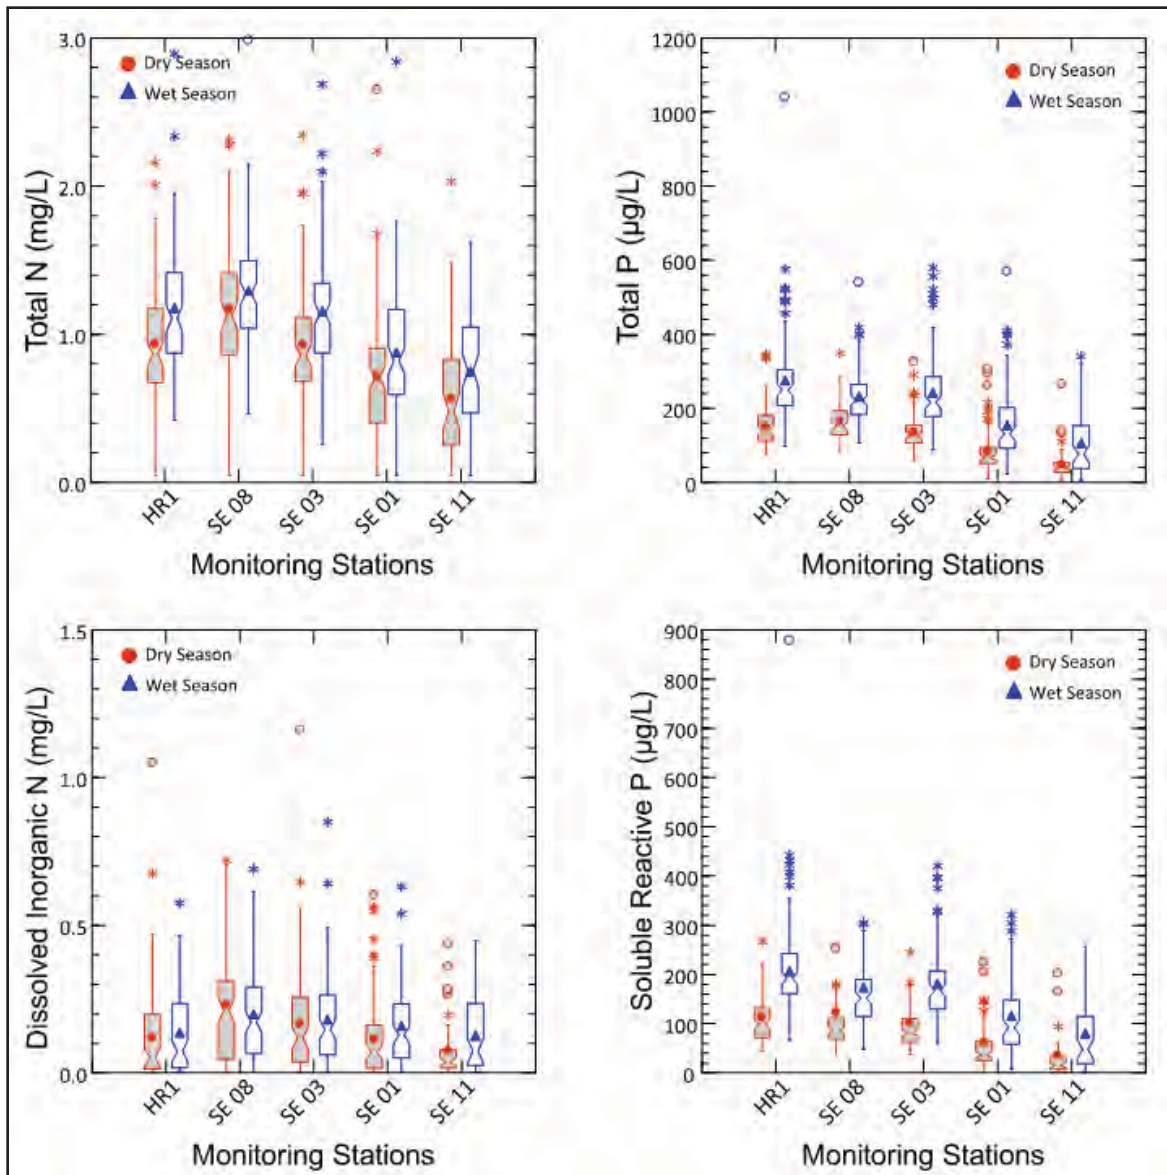 3.0
2.0
1.0
0.0
Total N (mg/L)
Dry Season
Wet Season
HR1
SE 08
SE 03
SE 01
SE 11
Monitoring Stations
1200
1000
800
600
400
200
0
Total P (µg/L)
Dry Season
Wet Season
HR1
SE 08
SE 03
SE 01
SE 11
Monitoring Stations
1.5
1.0
0.5
0.0
Dissolved Inorganic N (mg/L)
Dry Season
Wet Season
HR1
SE 08
SE 03
SE 01
SE 11
Monitoring Stations
900
800
700
600
500
400
300
200
100
0
Soluble Reactive P (µg/L)
Dry Season
Wet Season
HR1
SE 08
SE 03
SE 01
SE 11
Monitoring Stations